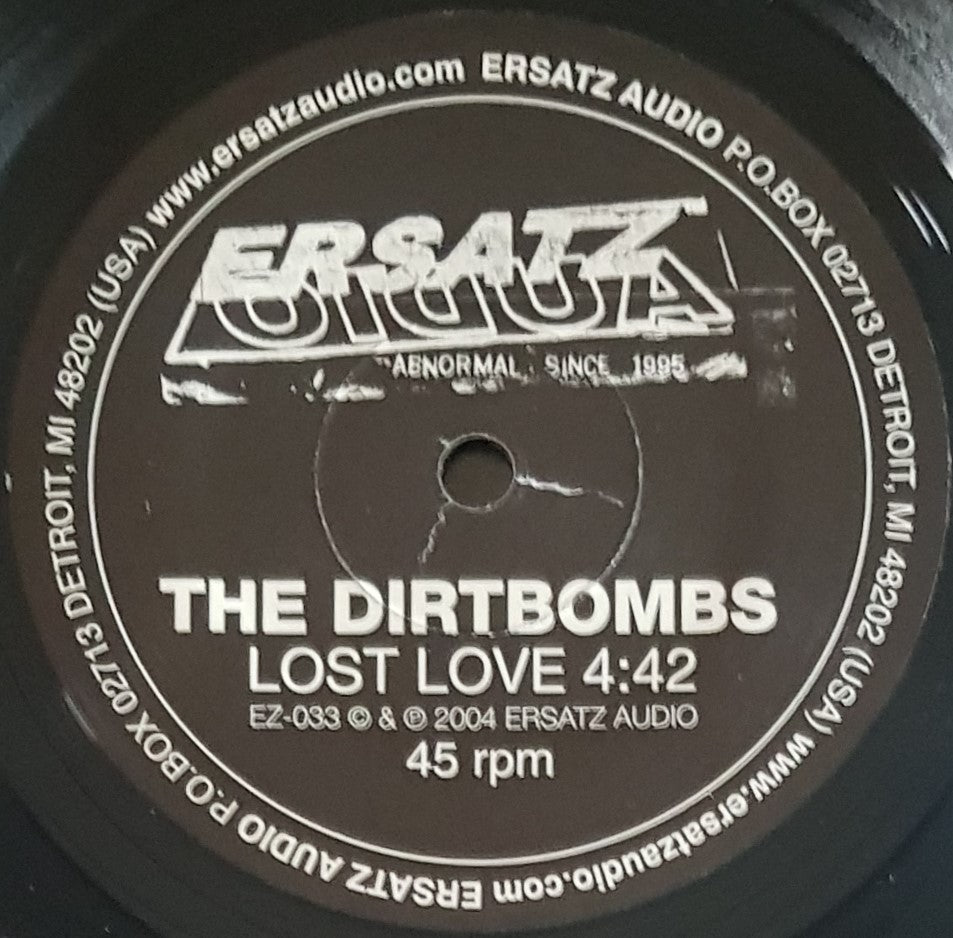 www.ersatzaudio.com ERSATZ AUDIO P.O.BOX 02713 DETROIT, MI 48202 (USA) www.ersatzaudio.com ERSATZ AUDIO P.O.BOX 02713 DETROIT, MI 48202 (USA)
ERSATZ
AUDIO
ABNORMAL SINCE 1995
THE DIRTBOMBS
LOST LOVE 4:42
EZ-033 © & ℗ 2004 ERSATZ AUDIO
45 rpm